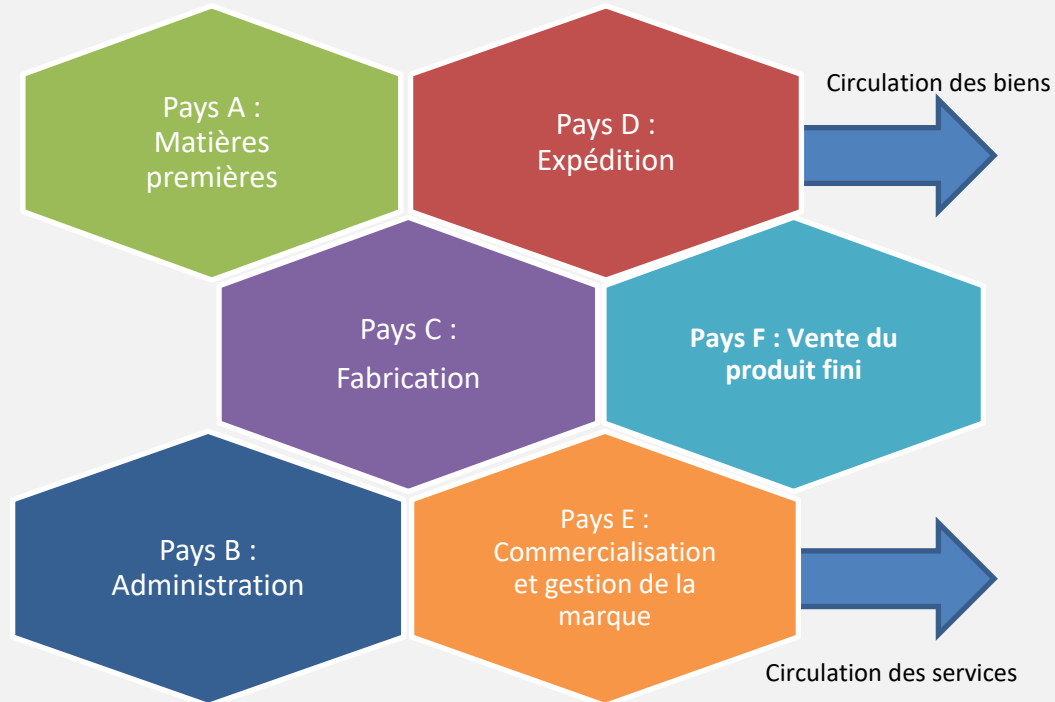 Pays A :
Matières
premières
Pays D :
Expédition
Circulation des biens
Pays C :
Fabrication
Pays F : Vente du
produit fini
Pays B :
Administration
Pays E :
Commercialisation
et gestion de la
marque
Circulation des services